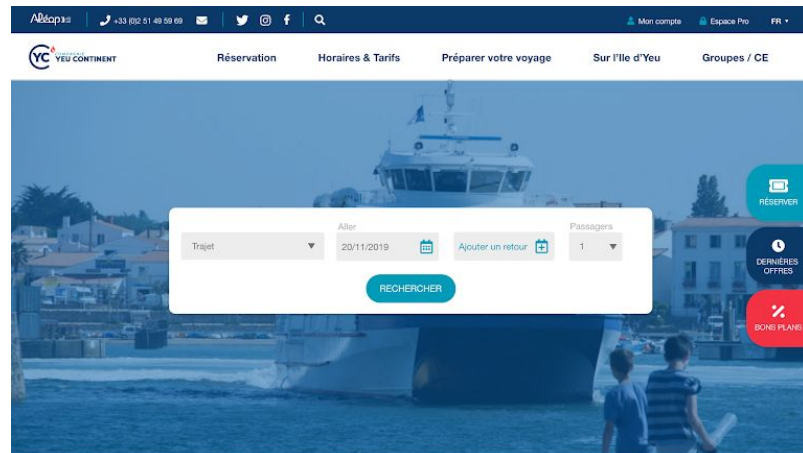 Aléop
+33 (0)2 51 49 59 69
Mon compte
Espace Pro
FR
YC
COMPAGNIE
YEU CONTINENT
Réservation
Horaires & Tarifs
Préparer votre voyage
Sur l'Ile d'Yeu
Groupes / CE
RÉSERVER
DERNIÈRES
OFFRES
BONS PLANS
Trajet
Aller
20/11/2019
Ajouter un retour
Passagers
1
RECHERCHER